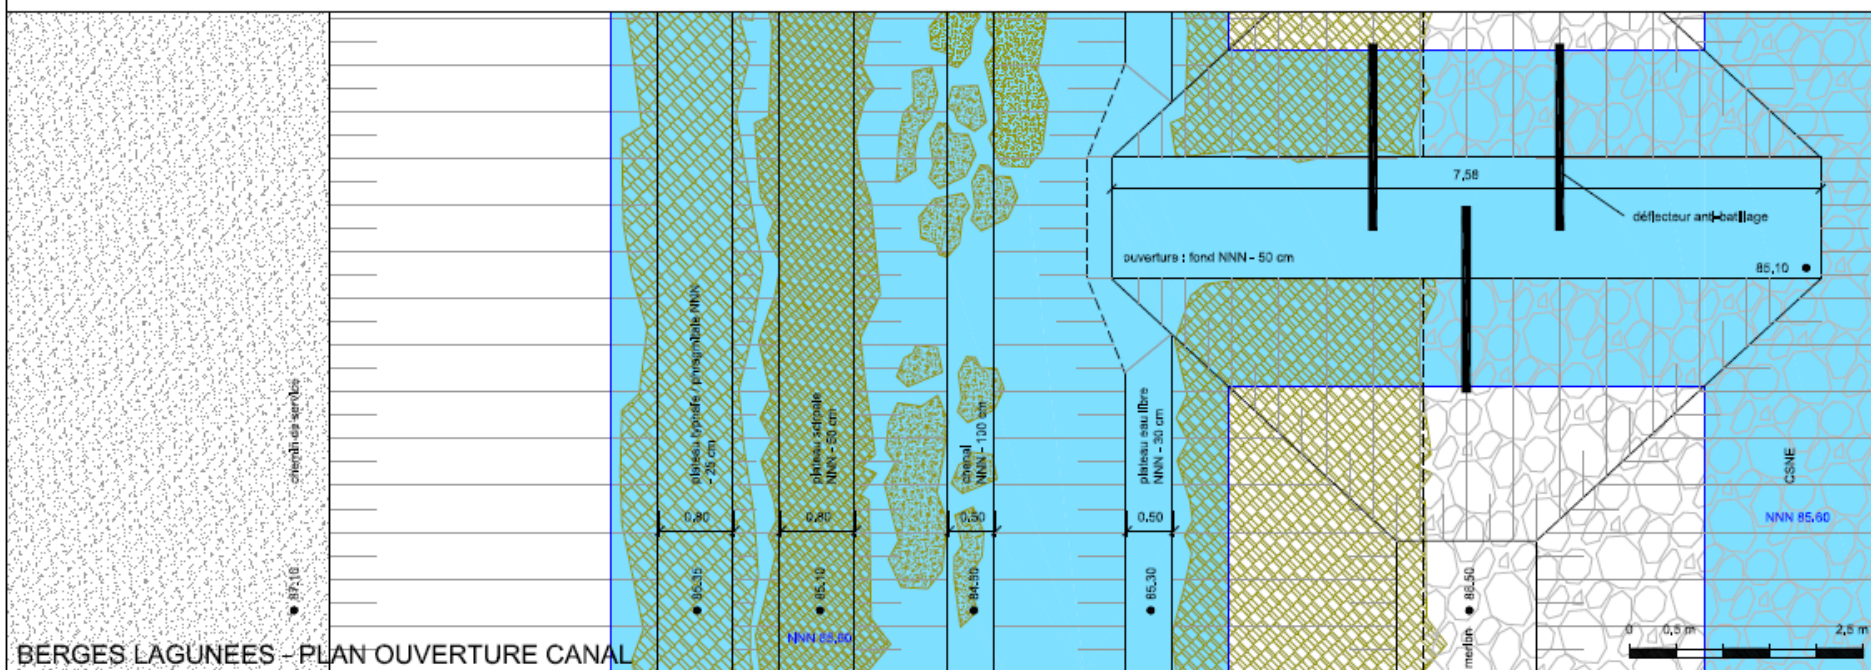 7,58
déflecteur anti-batillage
ouverture : fond NNN - 50 cm
85,10
chemin de service
87,10
plateau typhaie / phragmitaie NNN
- 25 cm
0,80
85,35
plateau scirpaie
NNN - 50 cm
0,80
85,10
NNN 85,60
chenal
NNN - 100 cm
0,50
84,60
plateau eau libre
NNN - 30 cm
0,50
85,30
merlon
86,50
CSNE
NNN 85,60
0
0,5 m
2,5 m
BERGES LAGUNEES - PLAN OUVERTURE CANAL